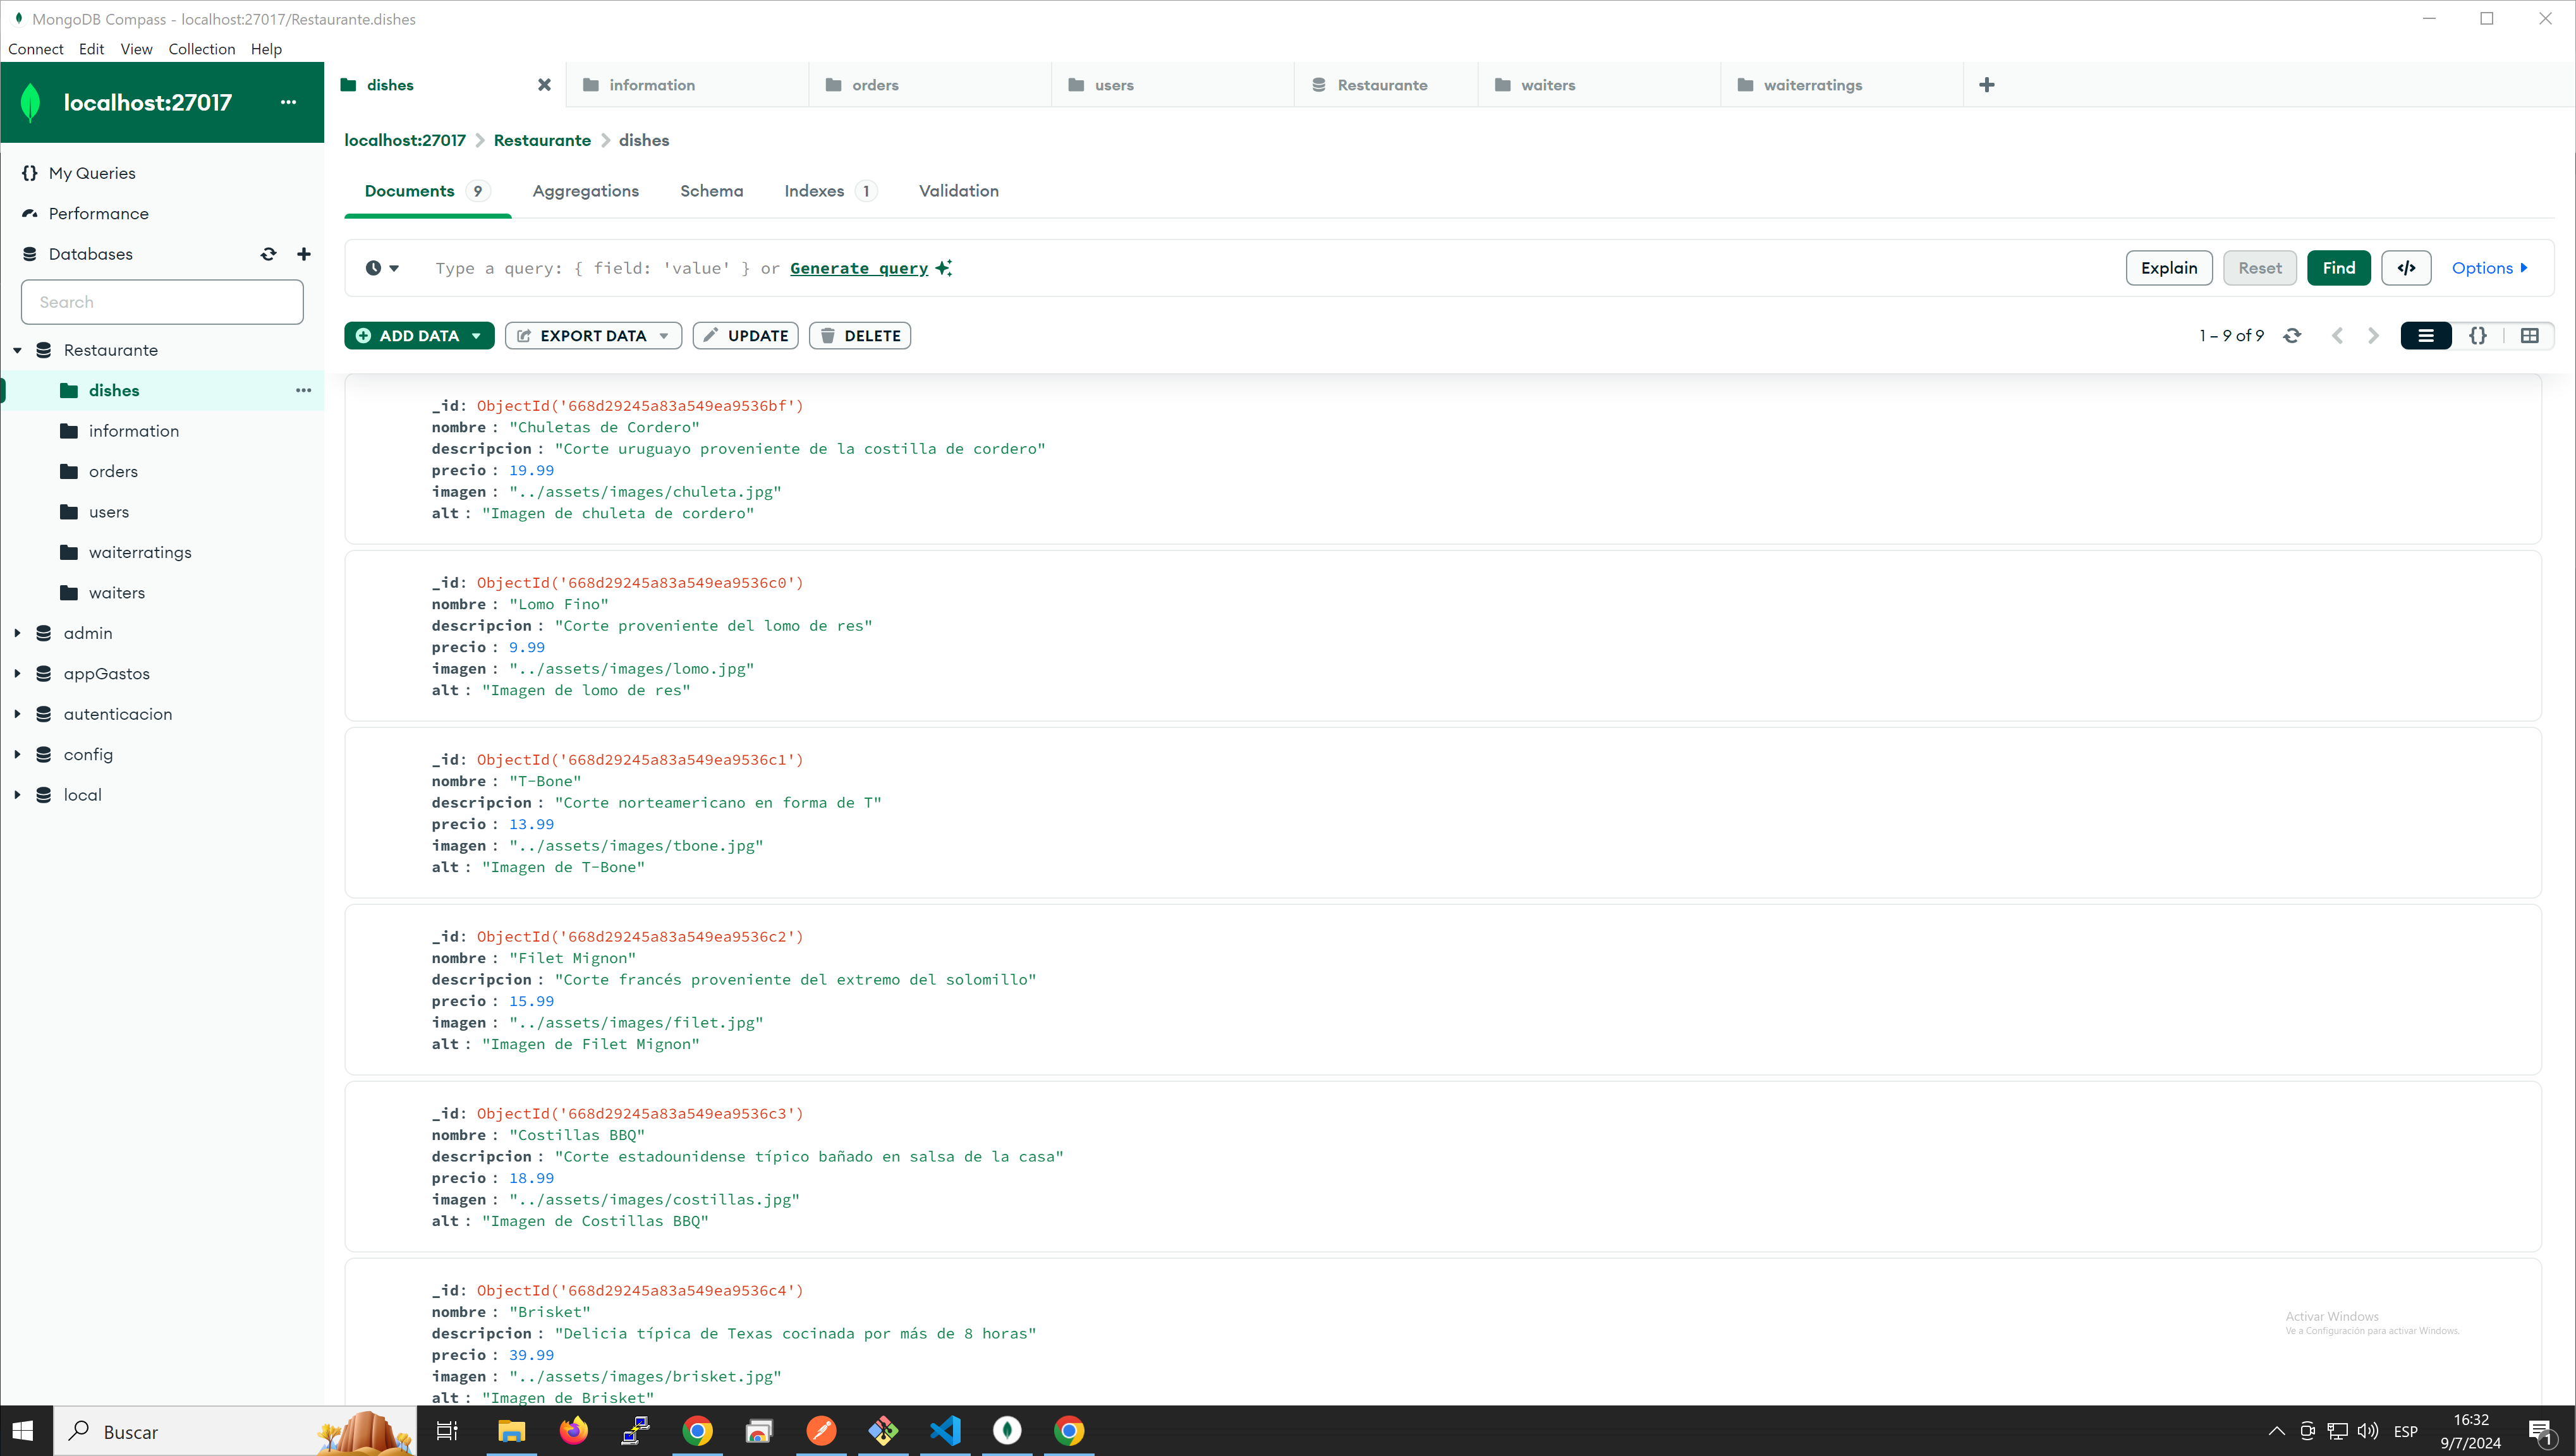 MongoDB Compass - localhost:27017/Restaurante.dishes
Connect Edit View Collection Help
localhost:27017
dishes
information
orders
users
Restaurante
waiters
waiterratings
localhost:27017 > Restaurante > dishes
My Queries
Performance
Databases
Search
Restaurante
dishes
information
orders
users
waiterratings
waiters
admin
appGastos
autenticacion
config
local
Documents 9 Aggregations Schema Indexes 1 Validation
Type a query: { field: 'value' } or Generate query
Explain Reset Find </> Options
ADD DATA EXPORT DATA UPDATE DELETE
1 – 9 of 9
{}
_id: ObjectId('668d29245a83a549ea9536bf')
nombre : "Chuletas de Cordero"
descripcion : "Corte uruguayo proveniente de la costilla de cordero"
precio : 19.99
imagen : "../assets/images/chuleta.jpg"
alt : "Imagen de chuleta de cordero"
_id: ObjectId('668d29245a83a549ea9536c0')
nombre : "Lomo Fino"
descripcion : "Corte proveniente del lomo de res"
precio : 9.99
imagen : "../assets/images/lomo.jpg"
alt : "Imagen de lomo de res"
_id: ObjectId('668d29245a83a549ea9536c1')
nombre : "T-Bone"
descripcion : "Corte norteamericano en forma de T"
precio : 13.99
imagen : "../assets/images/tbone.jpg"
alt : "Imagen de T-Bone"
_id: ObjectId('668d29245a83a549ea9536c2')
nombre : "Filet Mignon"
descripcion : "Corte francés proveniente del extremo del solomillo"
precio : 15.99
imagen : "../assets/images/filet.jpg"
alt : "Imagen de Filet Mignon"
_id: ObjectId('668d29245a83a549ea9536c3')
nombre : "Costillas BBQ"
descripcion : "Corte estadounidense típico bañado en salsa de la casa"
precio : 18.99
imagen : "../assets/images/costillas.jpg"
alt : "Imagen de Costillas BBQ"
_id: ObjectId('668d29245a83a549ea9536c4')
nombre : "Brisket"
descripcion : "Delicia típica de Texas cocinada por más de 8 horas"
precio : 39.99
imagen : "../assets/images/brisket.jpg"
alt : "Imagen de Brisket"
Activar Windows
Ve a Configuración para activar Windows.
Buscar
ESP
16:32
9/7/2024
1